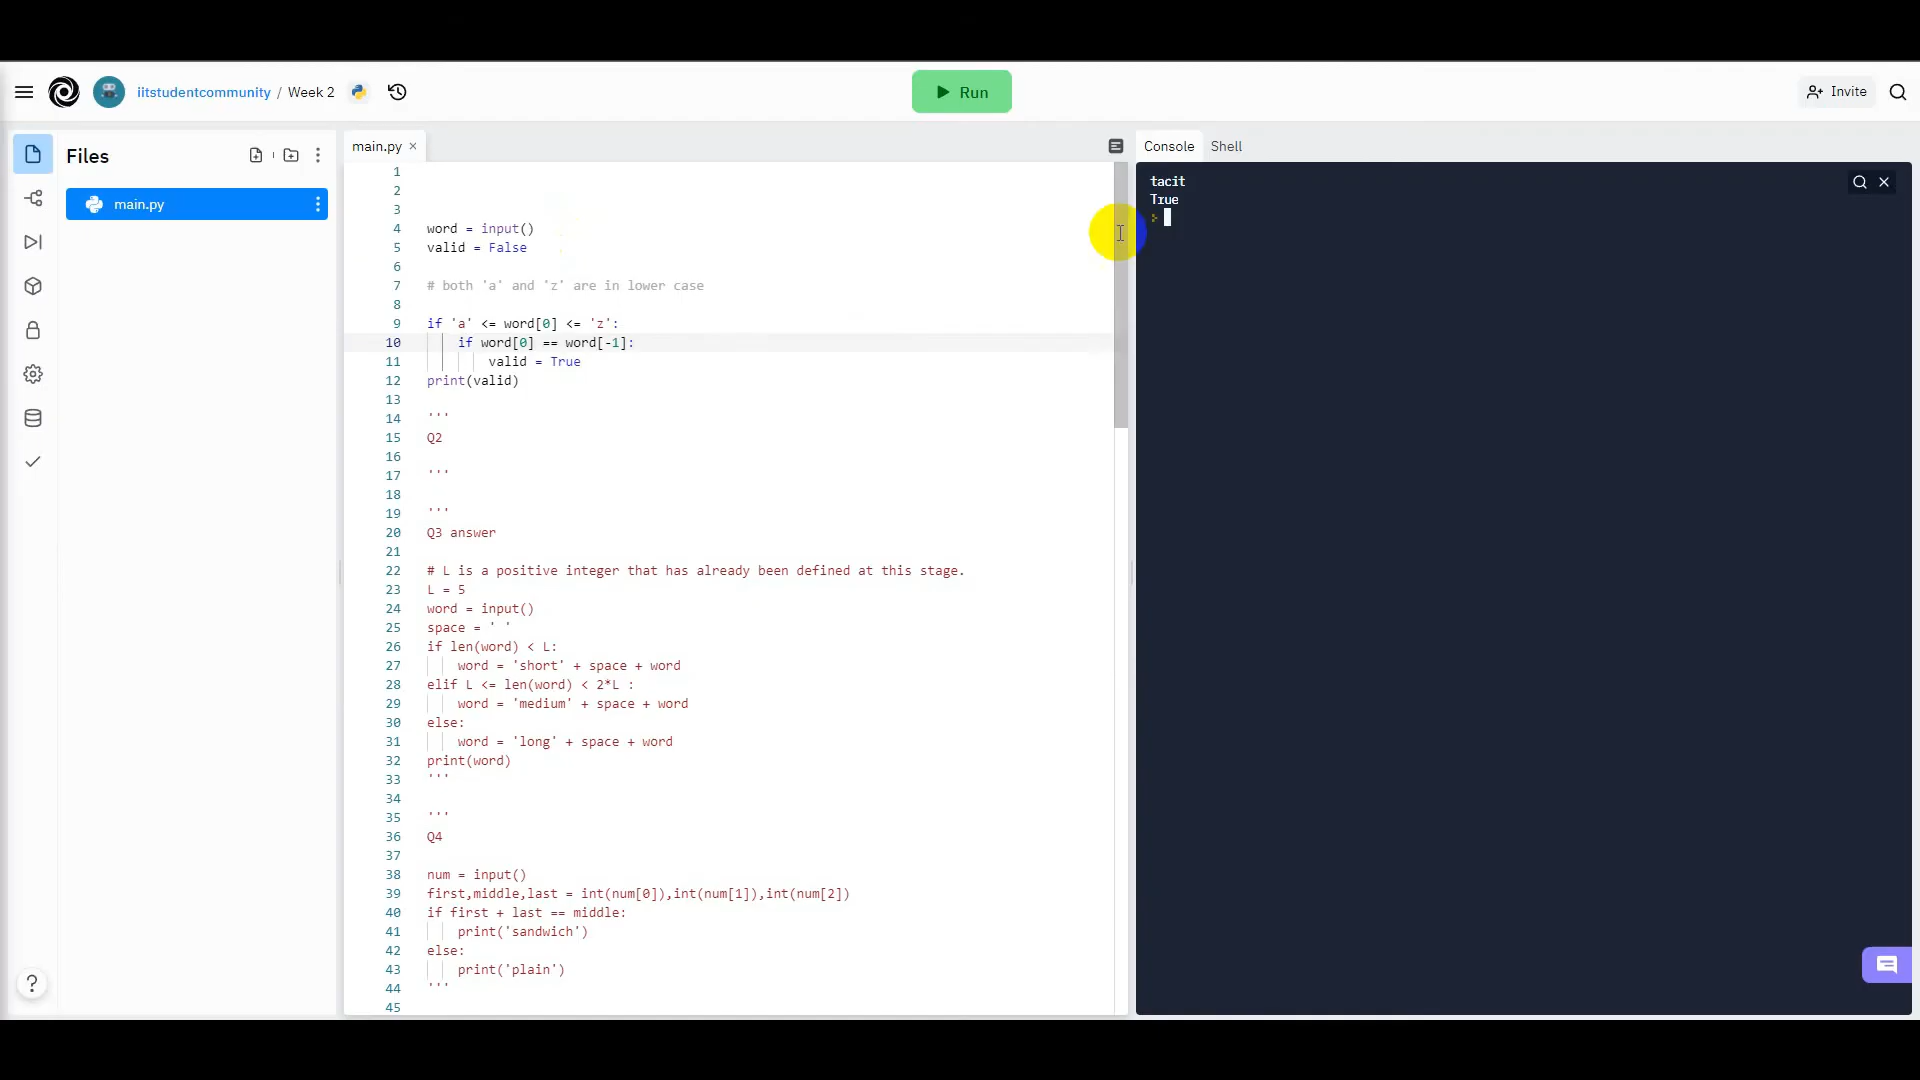 iitstudentcommunity / Week 2
Run
Invite
Files
main.py
main.py ×
Console
Shell
1
2
3
4 word = input()
5 valid = False
6
7 # both 'a' and 'z' are in lower case
8
9 if 'a' <= word[0] <= 'z':
10 if word[0] == word[-1]:
11 valid = True
12 print(valid)
13
14 '''
15 Q2
16
17 '''
18
19 '''
20 Q3 answer
21
22 # L is a positive integer that has already been defined at this stage.
23 L = 5
24 word = input()
25 space = ' '
26 if len(word) < L:
27 word = 'short' + space + word
28 elif L <= len(word) < 2*L :
29 word = 'medium' + space + word
30 else:
31 word = 'long' + space + word
32 print(word)
33 '''
34
35 '''
36 Q4
37
38 num = input()
39 first,middle,last = int(num[0]),int(num[1]),int(num[2])
40 if first + last == middle:
41 print('sandwich')
42 else:
43 print('plain')
44 '''
45
tacit
True